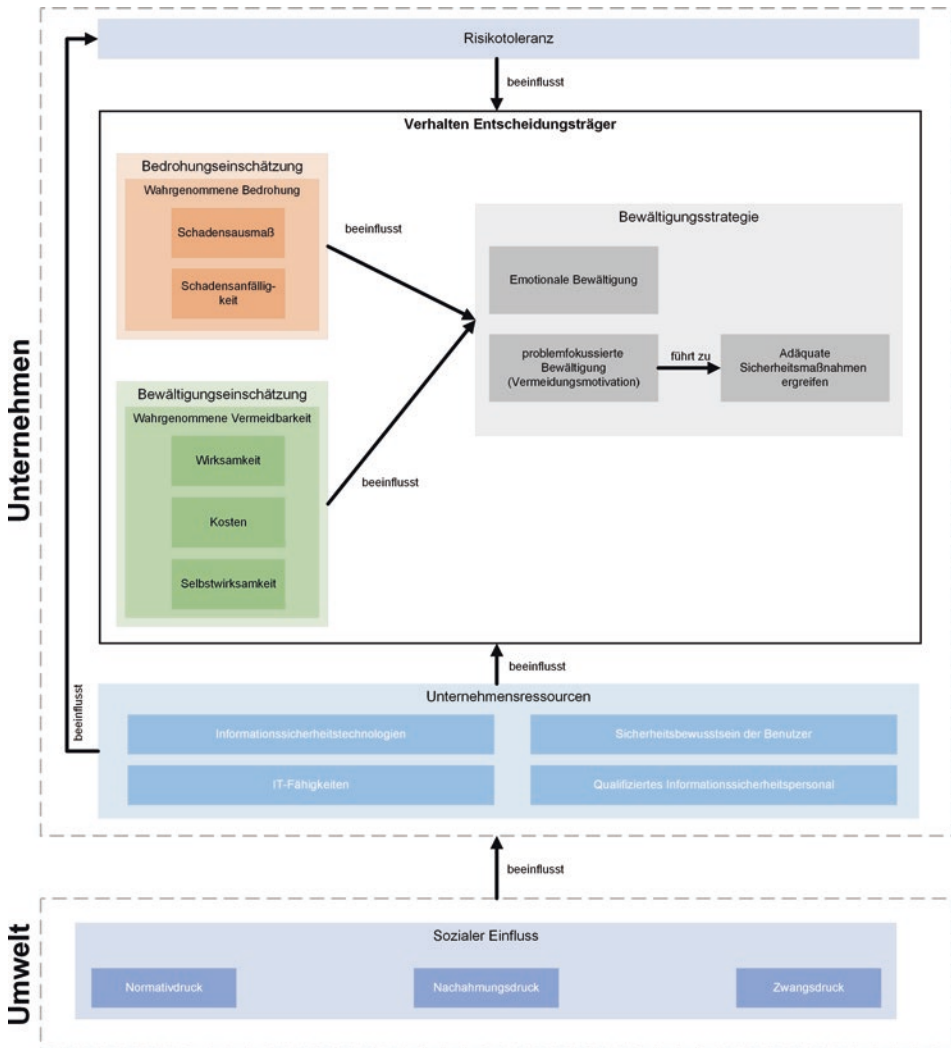 Unternehmen
Risikotoleranz
beeinflusst
Verhalten Entscheidungsträger
Bedrohungseinschätzung
Wahrgenommene Bedrohung
Schadensausmaß
Schadensanfällig-
keit
beeinflusst
Bewältigungsstrategie
Emotionale Bewältigung
problemfokussierte
Bewältigung
(Vermeidungsmotivation)
führt zu
Adäquate
Sicherheitsmaßnahmen
ergreifen
Bewältigungseinschätzung
Wahrgenommene Vermeidbarkeit
Wirksamkeit
Kosten
Selbstwirksamkeit
beeinflusst
beeinflusst
beeinflusst
Unternehmensressourcen
Informationssicherheitstechnologien
Sicherheitsbewusstsein der Benutzer
IT-Fähigkeiten
Qualifiziertes Informationssicherheitspersonal
beeinflusst
Umwelt
Sozialer Einfluss
Normativdruck
Nachahmungsdruck
Zwangsdruck